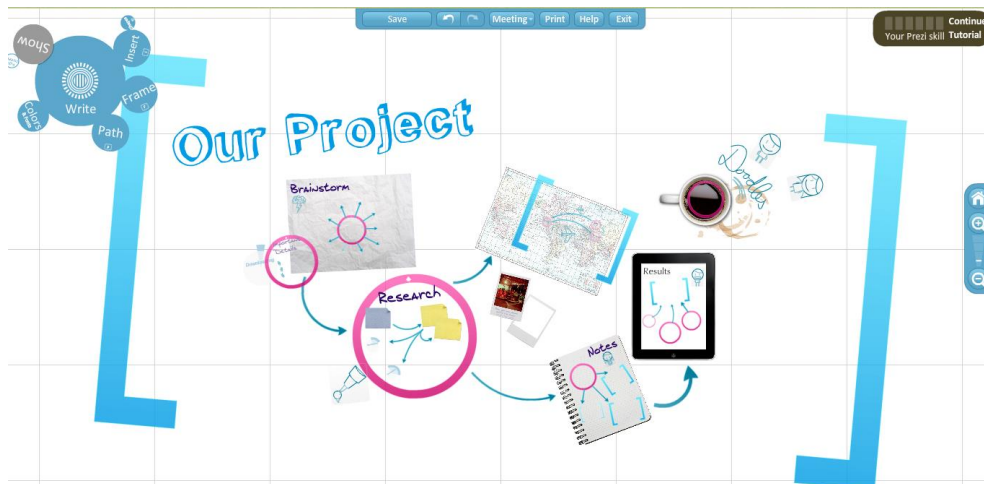 Save
Meeting
Print
Help
Exit
Continue
Your Prezi skill Tutorial
Show
Insert
Write
Frame
Colors
Path
Our Project
Brainstorm
Details
Research
Doodles
Results
Notes